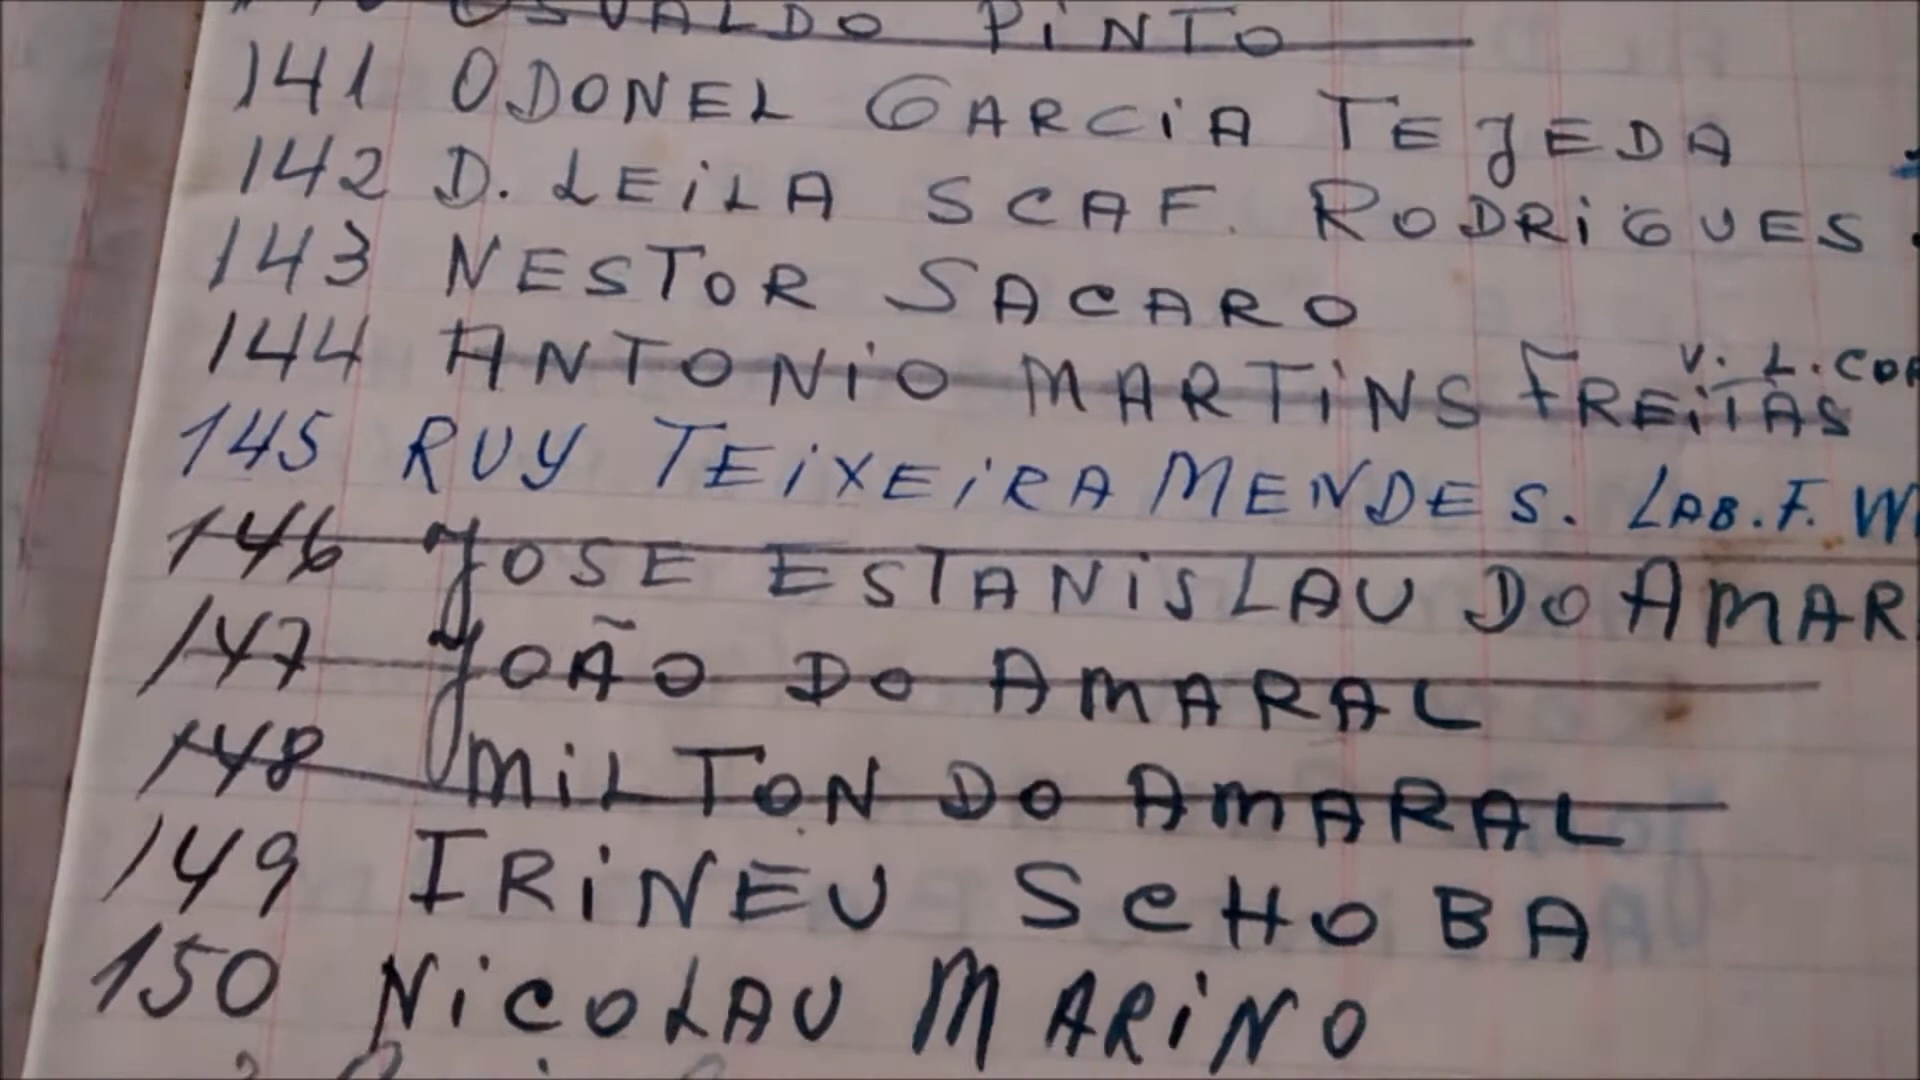 OSVALDO PINTO
141 ODONEL GARCIA TEJEDA
142 D. LEILA SCAF. RODRIGUES
143 NESTOR SACARO
144 ANTONIO MARTINS FREITAS V. L. COR
145 RUY TEIXEIRA MENDES. LAB. F. W
146 JOSE ESTANISLAU DO AMAR
147 JOÃO DO AMARAL
148 MILTON DO AMARAL
149 IRINEU SCHOBA
150 NICOLAU MARINO